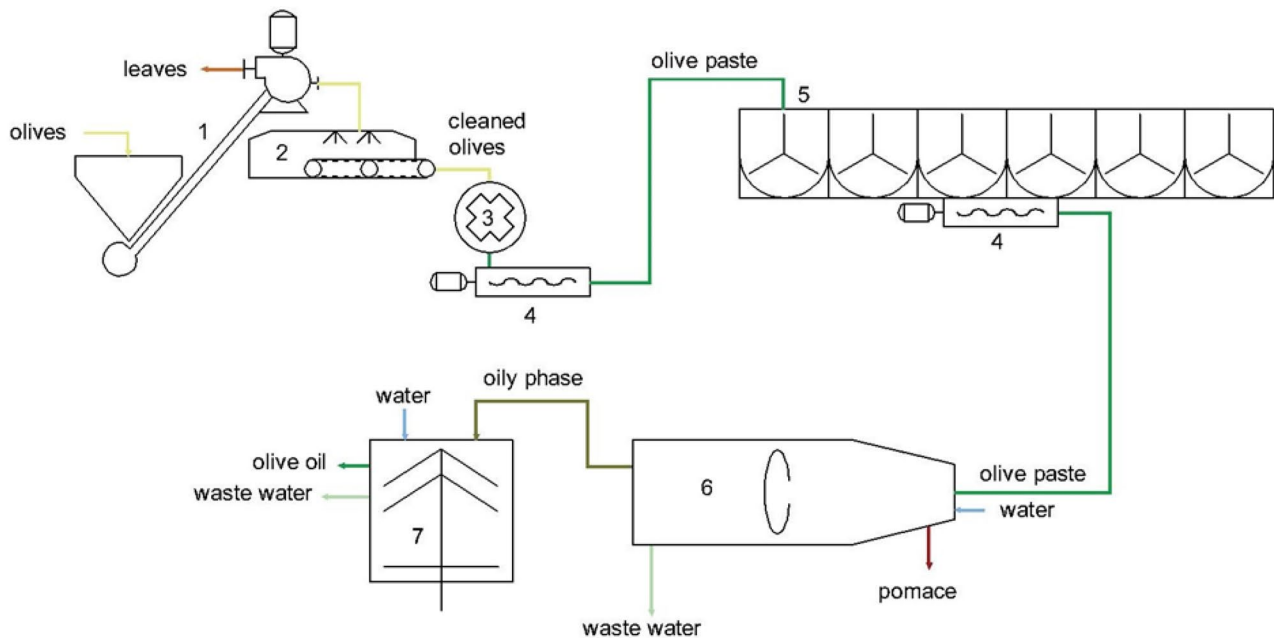 leaves
olives
1
2
cleaned
olives
3
4
olive paste
5
4
water
oily phase
olive oil
waste water
7
6
olive paste
water
pomace
waste water